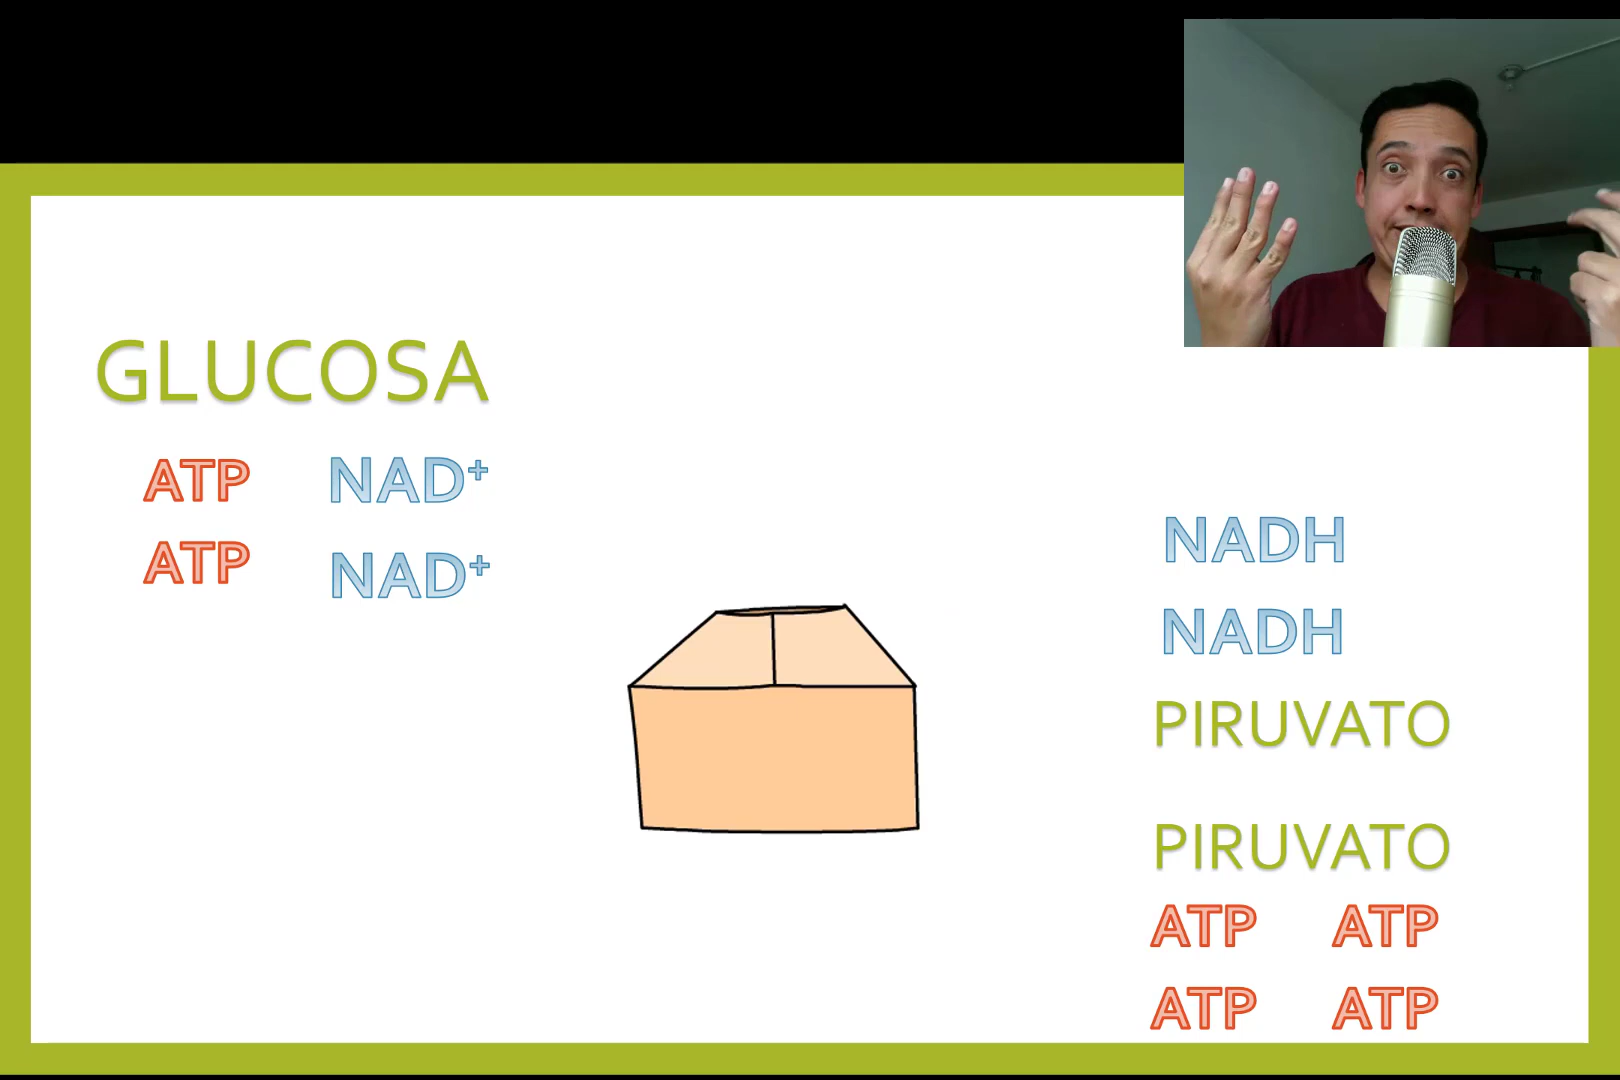 GLUCOSA
ATP NAD⁺
ATP NAD⁺
NADH
NADH
PIRUVATO
PIRUVATO
ATP ATP
ATP ATP